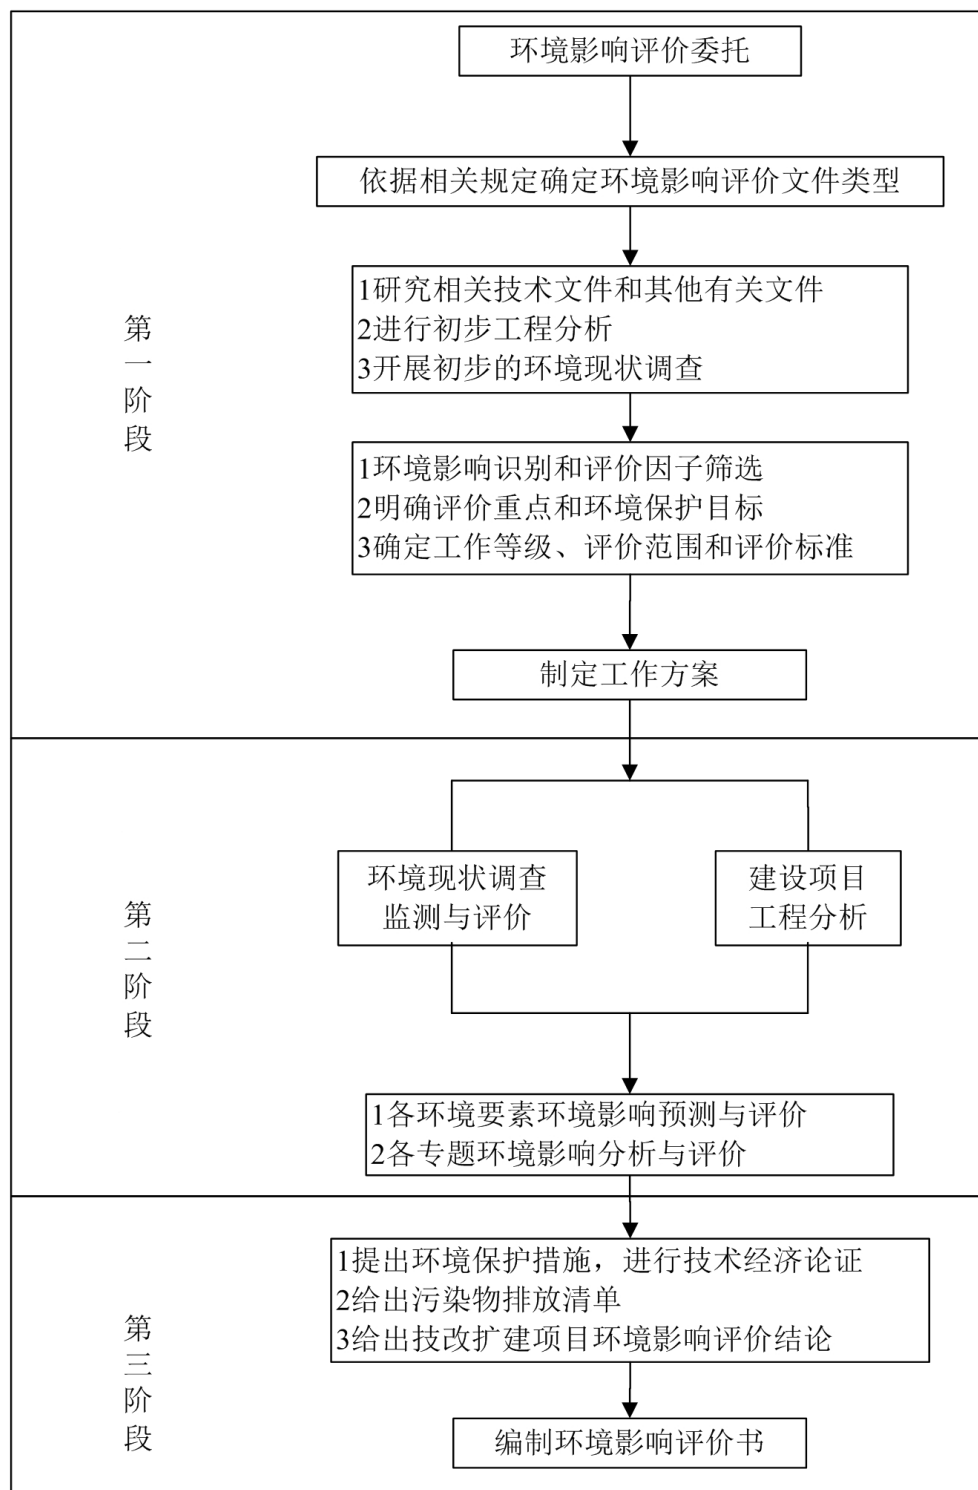 环境影响评价委托
依据相关规定确定环境影响评价文件类型
1研究相关技术文件和其他有关文件
2进行初步工程分析
3开展初步的环境现状调查
第
一
阶
段
1环境影响识别和评价因子筛选
2明确评价重点和环境保护目标
3确定工作等级、评价范围和评价标准
制定工作方案
环境现状调查
监测与评价
建设项目
工程分析
第
二
阶
段
1各环境要素环境影响预测与评价
2各专题环境影响分析与评价
1提出环境保护措施，进行技术经济论证
2给出污染物排放清单
3给出技改扩建项目环境影响评价结论
第
三
阶
段
编制环境影响评价书